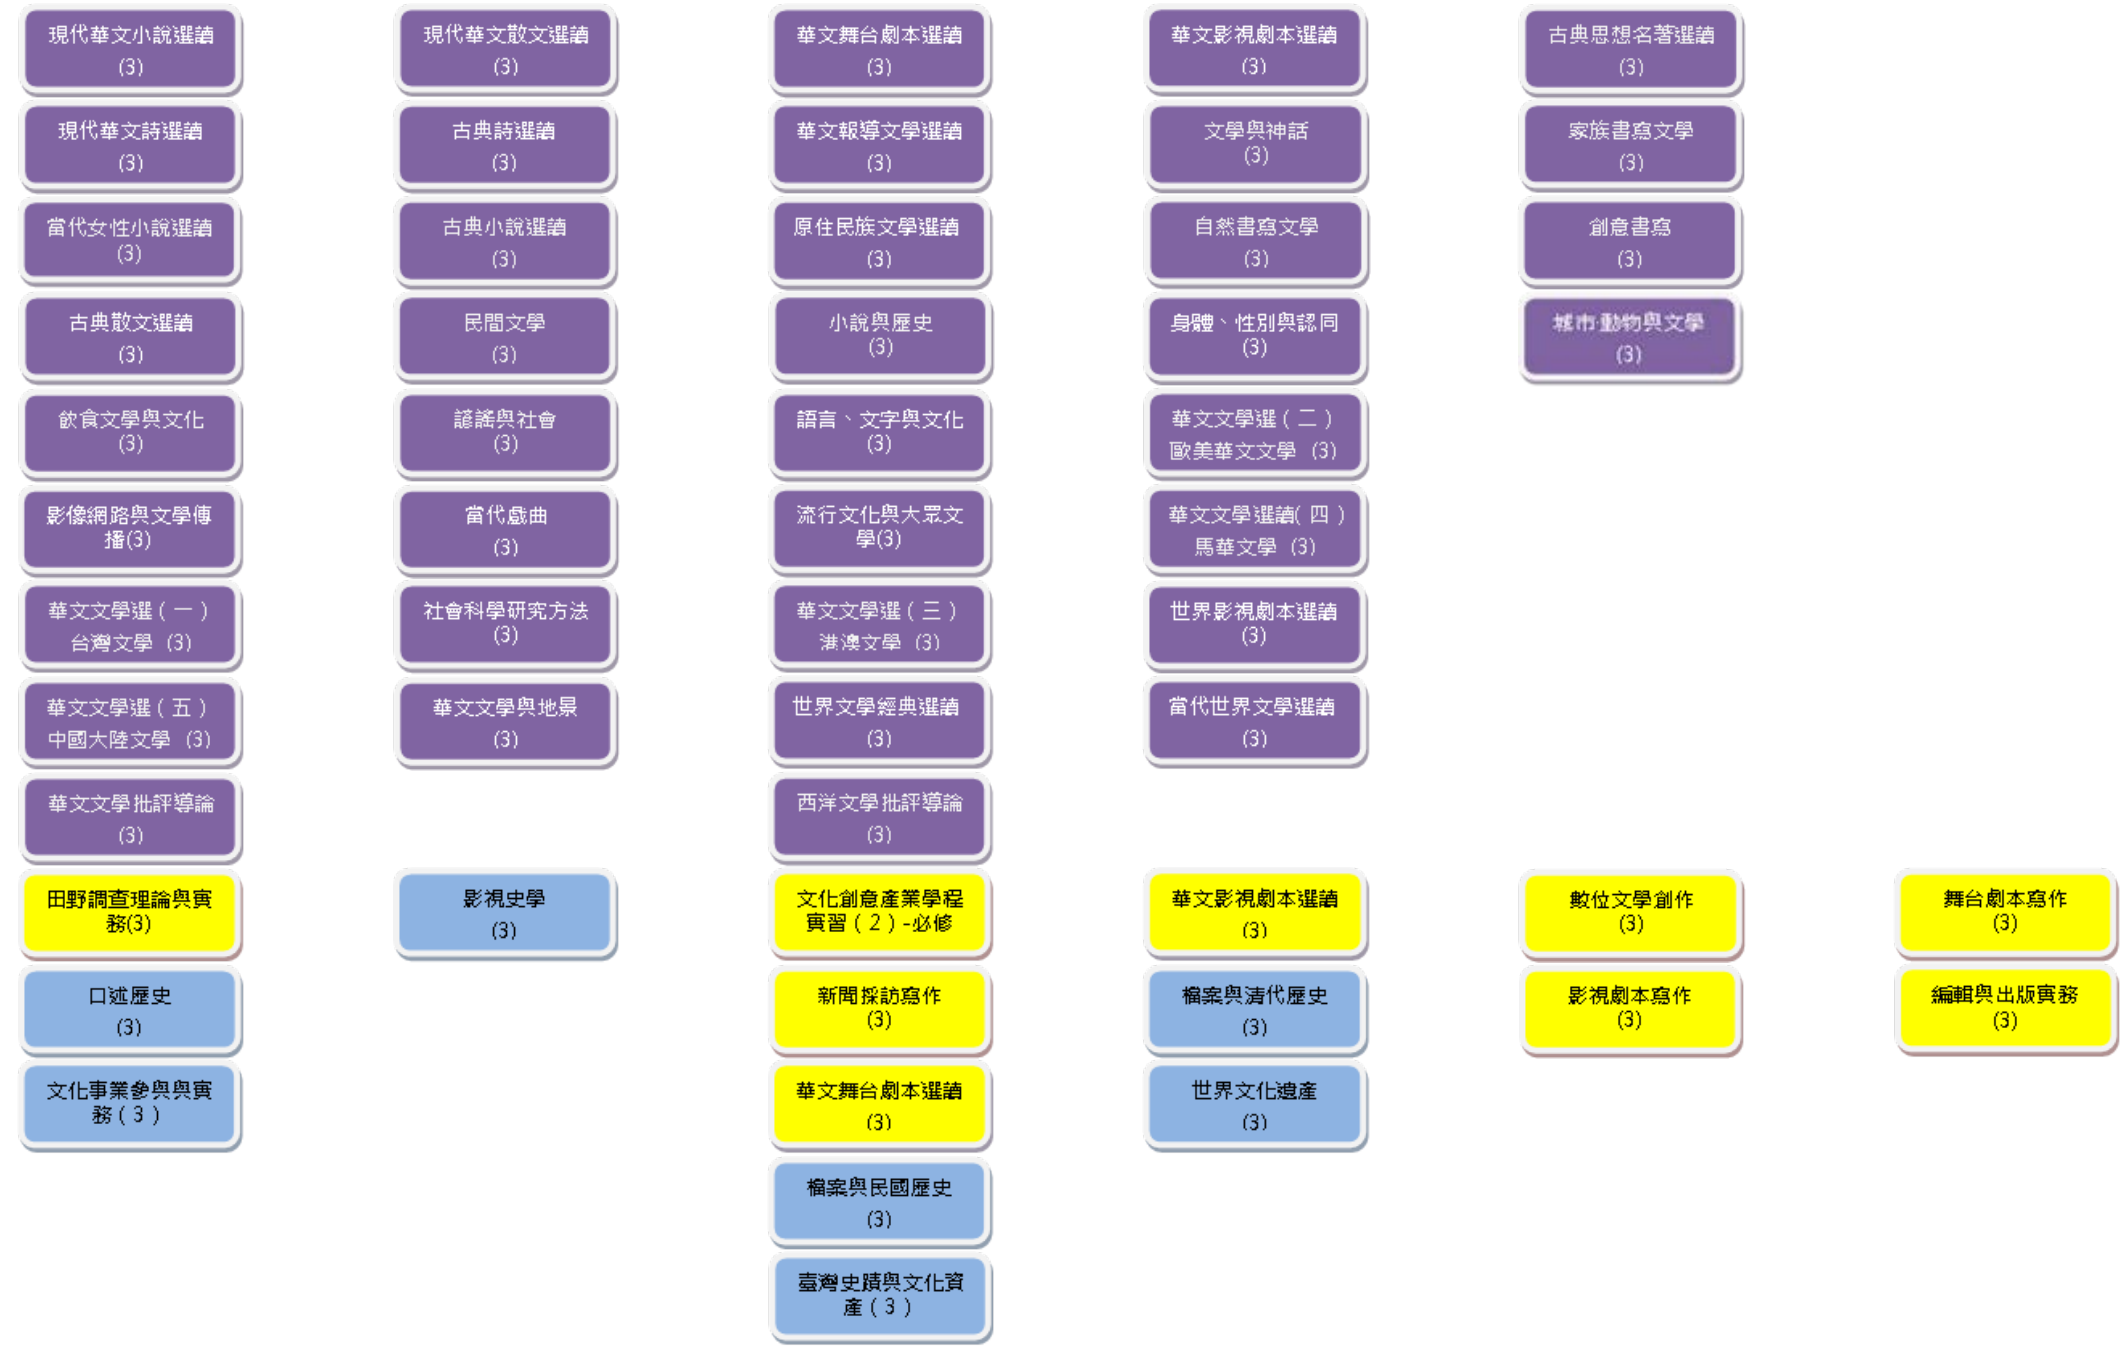 現代華文小說選讀
(3)
現代華文散文選讀
(3)
華文舞台劇本選讀
(3)
華文影視劇本選讀
(3)
古典思想名著選讀
(3)
現代華文詩選讀
(3)
古典詩選讀
(3)
華文報導文學選讀
(3)
文學與神話
(3)
家族書寫文學
(3)
當代女性小說選讀
(3)
古典小說選讀
(3)
原住民族文學選讀
(3)
自然書寫文學
(3)
創意書寫
(3)
古典散文選讀
(3)
民間文學
(3)
小說與歷史
(3)
身體、性別與認同
(3)
城市‧動物與文學
(3)
飲食文學與文化
(3)
諺謠與社會
(3)
語言、文字與文化
(3)
華文文學選(二)
歐美華文文學 (3)
影像網路與文學傳
播(3)
當代戲曲
(3)
流行文化與大眾文
學(3)
華文文學選讀(四)
馬華文學 (3)
華文文學選(一)
台灣文學 (3)
社會科學研究方法
(3)
華文文學選(三)
港澳文學 (3)
世界影視劇本選讀
(3)
華文文學選(五)
中國大陸文學 (3)
華文文學與地景
(3)
世界文學經典選讀
(3)
當代世界文學選讀
(3)
華文文學批評導論
(3)
西洋文學批評導論
(3)
田野調查理論與實
務(3)
影視史學
(3)
文化創意產業學程
實習(2)-必修
華文影視劇本選讀
(3)
數位文學創作
(3)
舞台劇本寫作
(3)
口述歷史
(3)
新聞採訪寫作
(3)
檔案與清代歷史
(3)
影視劇本寫作
(3)
編輯與出版實務
(3)
文化事業參與與實
務(3)
華文舞台劇本選讀
(3)
世界文化遺產
(3)
檔案與民國歷史
(3)
臺灣史蹟與文化資
產(3)